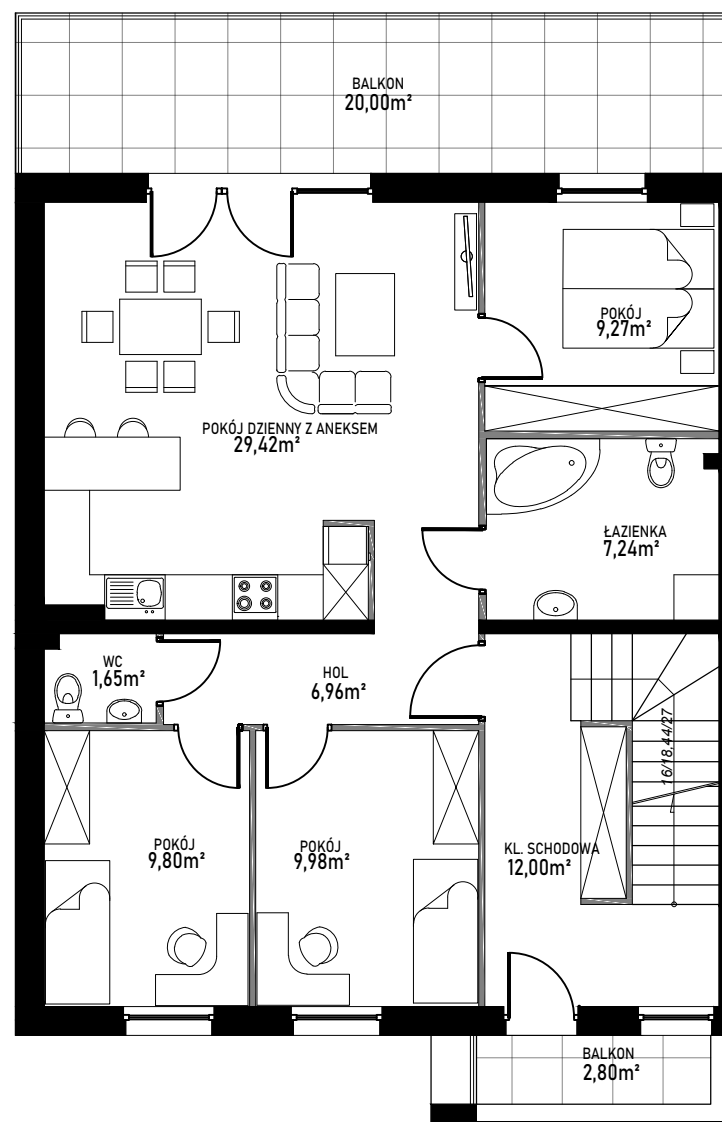 BALKON
20,00m²
POKÓJ
9,27m²
POKÓJ DZIENNY Z ANEKSEM
29,42m²
ŁAZIENKA
7,24m²
WC
1,65m²
HOL
6,96m²
16/18.44/27
POKÓJ
9,80m²
POKÓJ
9,98m²
KL. SCHODOWA
12,00m²
BALKON
2,80m²